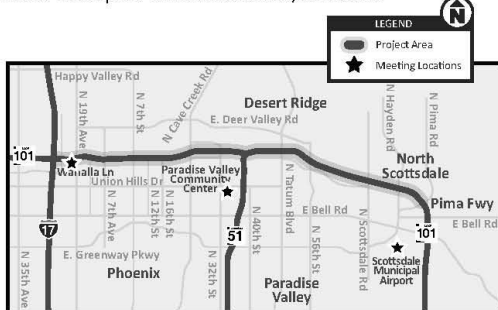 N
LEGEND
Project Area
Meeting Locations
Happy Valley Rd
N 19th Ave
N 7th St
N Cave Creek Rd
Desert Ridge
E. Deer Valley Rd
N Hayden Rd
N Pima Rd
101
Wahalla Ln
Union Hills Dr
Paradise Valley
Community
Center
North
Scottsdale
Pima Fwy
N 7th Ave
N 12th St
N 16th St
N 40th St
N Tatum Blvd
E Bell Rd
N 56th St
N Scottsdale Rd
E Bell Rd
17
51
101
E. Greenway Pkwy
N 35th Ave
Phoenix
N 32th St
Paradise
Valley
Scottsdale
Municipal
Airport